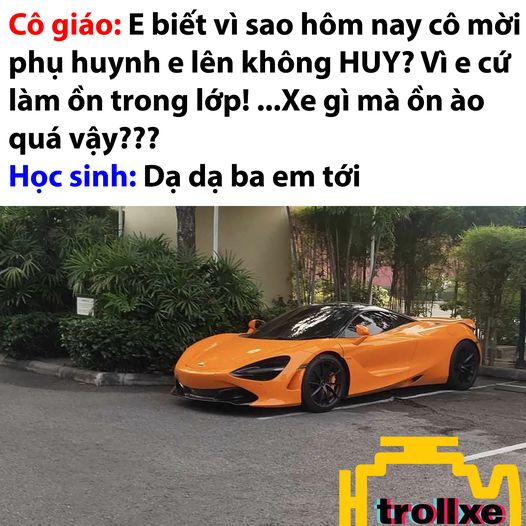 Cô giáo: E biết vì sao hôm nay cô mời
phụ huynh e lên không HUY? Vì e cứ
làm ồn trong lớp! ...Xe gì mà ồn ào
quá vậy???
Học sinh: Dạ dạ ba em tới
trollxe